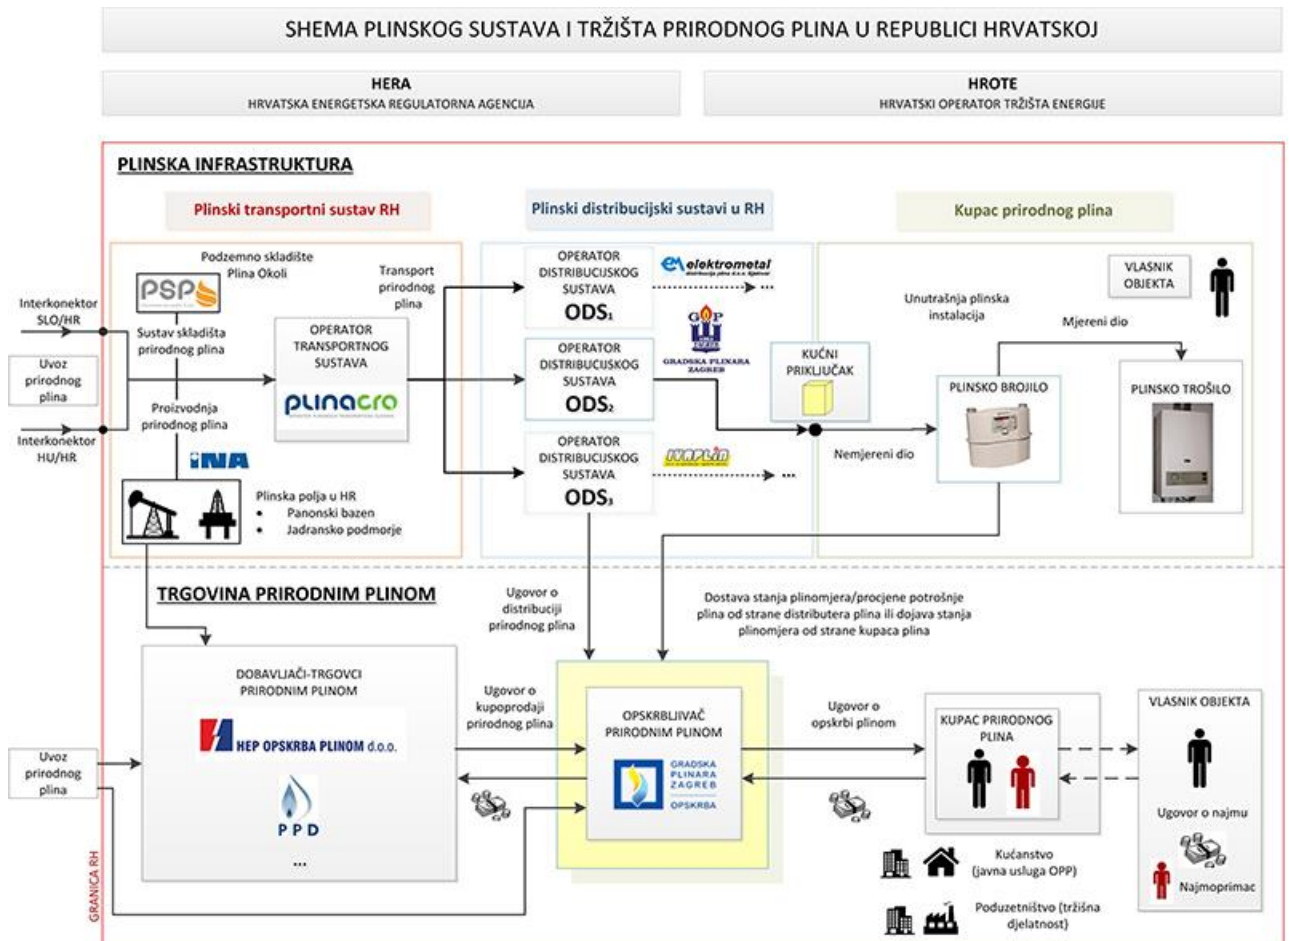 SHEMA PLINSKOG SUSTAVA I TRŽIŠTA PRIRODNOG PLINA U REPUBLICI HRVATSKOJ
HERA
HRVATSKA ENERGETSKA REGULATORNA AGENCIJA
HROTE
HRVATSKI OPERATOR TRŽIŠTA ENERGIJE
PLINSKA INFRASTRUKTURA
Plinski transportni sustav RH
Plinski distribucijski sustavi u RH
Kupac prirodnog plina
Podzemno skladište
Plina Okoli
PSP
Sustav skladišta
prirodnog plina
Interkonektor
SLO/HR
Uvoz
prirodnog
plina
Interkonektor
HU/HR
Proizvodnja
prirodnog plina
INA
Plinska polja u HR
• Panonski bazen
• Jadransko podmorje
OPERATOR
TRANSPORTNOG
SUSTAVA
plinacro
Transport
prirodnog
plina
OPERATOR
DISTRIBUCIJSKOG
SUSTAVA
ODS₁
elektrometal
...
OPERATOR
DISTRIBUCIJSKOG
SUSTAVA
ODS₂
GP
GRADSKA PLINARA
ZAGREB
OPERATOR
DISTRIBUCIJSKOG
SUSTAVA
ODS₃
IVAPLIN
...
KUĆNI
PRIKLJUČAK
Nemjereni dio
Unutrašnja plinska
instalacija
Mjereni dio
VLASNIK
OBJEKTA
PLINSKO BROJILO
PLINSKO TROŠILO
TRGOVINA PRIRODNIM PLINOM
Ugovor o
distribuciji
prirodnog plina
Dostava stanja plinomjera/procjene potrošnje
plina od strane distributera plina ili dojava stanja
plinomjera od strane kupaca plina
Uvoz
prirodnog
plina
GRANICA RH
DOBAVLJAČI-TRGOVCI
PRIRODNIM PLINOM
HEP OPSKRBA PLINOM d.o.o.
PPD
...
Ugovor o
kupoprodaji
prirodnog plina
OPSKRBLJIVAČ
PRIRODNIM PLINOM
GRADSKA
PLINARA
ZAGREB
OPSKRBA
Ugovor o
opskrbi plinom
KUPAC PRIRODNOG
PLINA
VLASNIK OBJEKTA
Ugovor o najmu
Najmoprimac
Kućanstvo
(javna usluga OPP)
Poduzetništvo (tržišna
djelatnost)